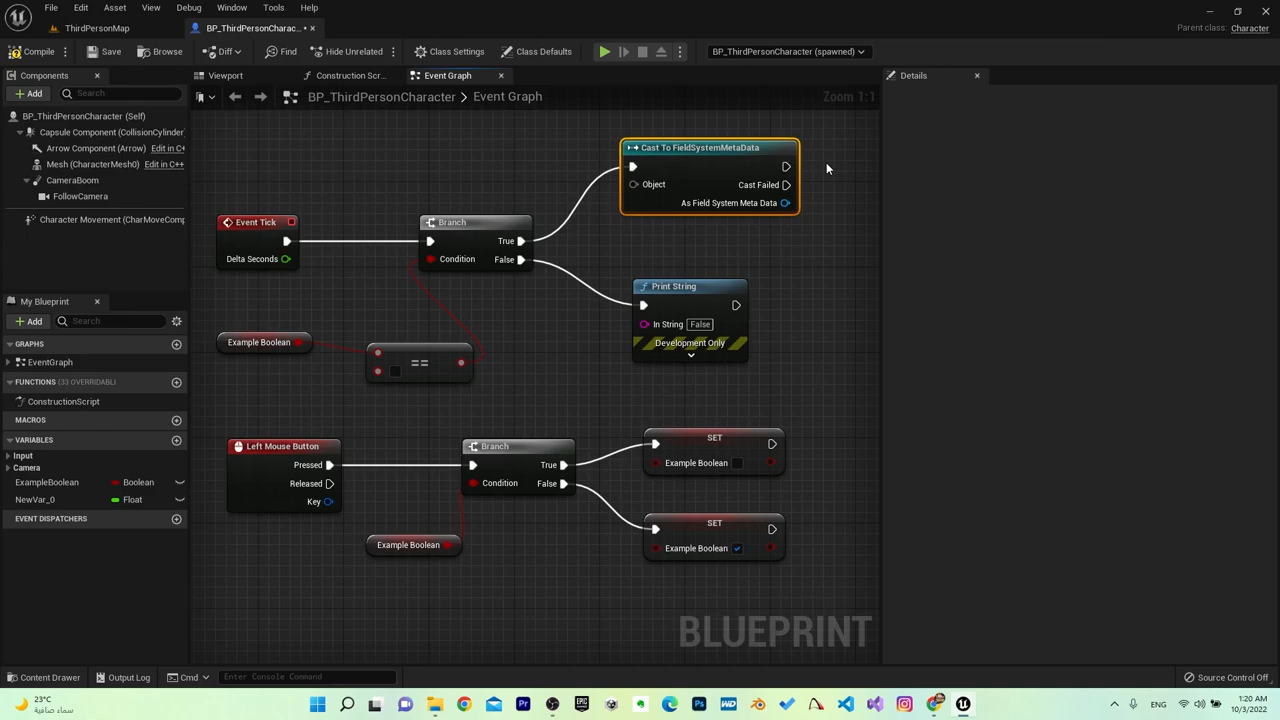 File Edit Asset View Debug Window Tools Help
ThirdPersonMap BP_ThirdPersonCharac...• Parent class: Character
Compile Save Browse Diff Find Hide Unrelated Class Settings Class Defaults BP_ThirdPersonCharacter (spawned)
Components Viewport Construction Scr... Event Graph Details
Add Search BP_ThirdPersonCharacter > Event Graph Zoom 1:1
BP_ThirdPersonCharacter (Self)
Capsule Component (CollisionCylinder)
Arrow Component (Arrow) Edit in C++
Mesh (CharacterMesh0) Edit in C++
CameraBoom
FollowCamera
Character Movement (CharMoveComp
My Blueprint
Add Search
GRAPHS
EventGraph
FUNCTIONS (33 OVERRIDABL
ConstructionScript
MACROS
VARIABLES
Input
Camera
ExampleBoolean Boolean
NewVar_0 Float
EVENT DISPATCHERS
Cast To FieldSystemMetaData
Object Cast Failed
As Field System Meta Data
Event Tick
Delta Seconds
Branch
True
Condition False
Print String
In String False
Development Only
Example Boolean
==
Left Mouse Button
Pressed
Released
Key
Branch
True
Condition False
Example Boolean
SET
Example Boolean
SET
Example Boolean
BLUEPRINT
Content Drawer Output Log Cmd Enter Console Command Source Control Off
23°C
سماء صافية
ENG
1:20 AM
10/3/2022